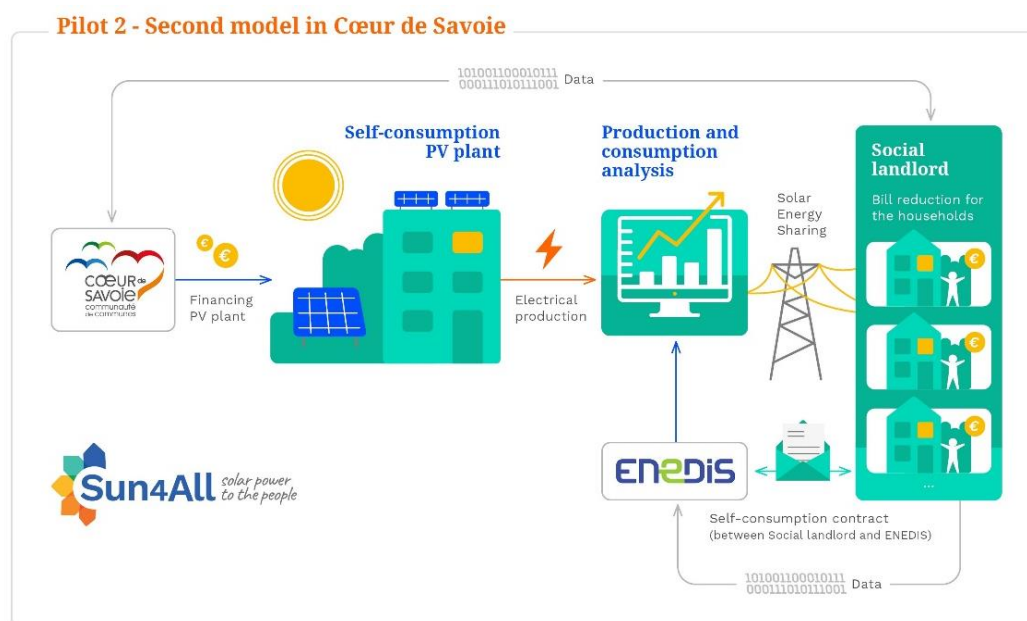 Pilot 2 - Second model in Cœur de Savoie
101001100010111
000111010111001 Data
Self-consumption
PV plant
Production and
consumption
analysis
Social
landlord
Bill reduction for
the households
Solar
Energy
Sharing
CŒUR de
SAVOIE
communauté
de communes
€
€
Financing
PV plant
Electrical
production
€
€
€
...
Sun4All solar power
to the people
ENEDIS
Self-consumption contract
(between Social landlord and ENEDIS)
101001100010111
000111010111001 Data